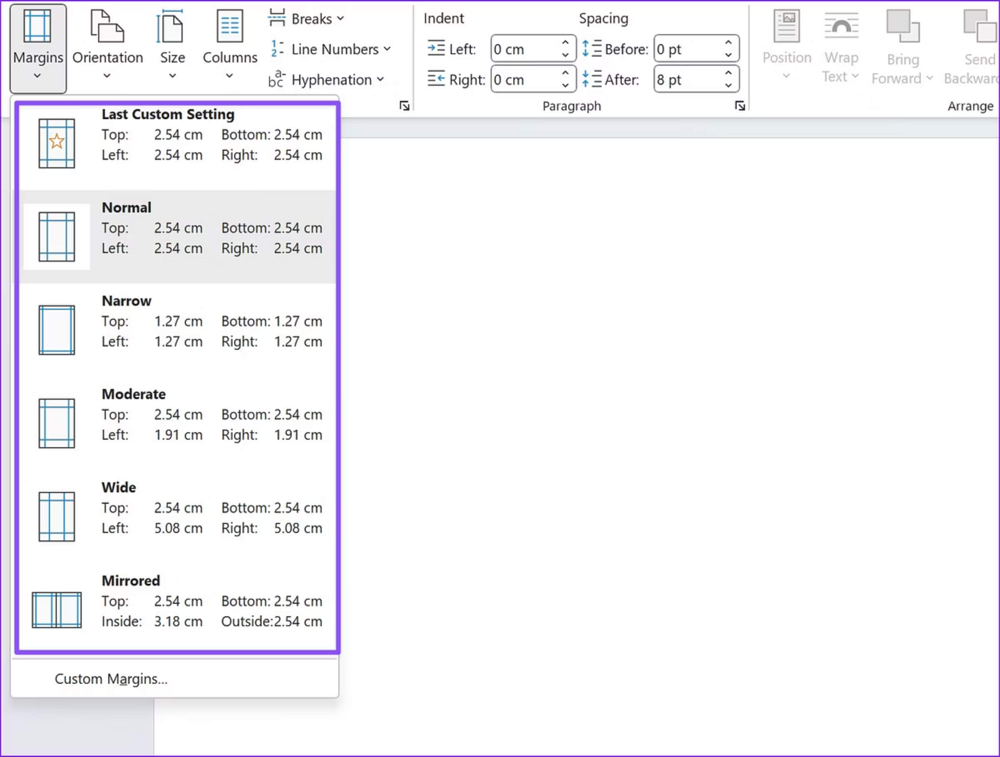 Margins
Orientation
Size
Columns
Breaks
1
2
Line Numbers
a-
bc
Hyphenation
Indent
Left: 0 cm
Right: 0 cm
Spacing
Before: 0 pt
After: 8 pt
Paragraph
Position
Wrap
Text
Bring
Forward
Send
Backward
Arrange
Last Custom Setting
Top: 2.54 cm Bottom: 2.54 cm
Left: 2.54 cm Right: 2.54 cm
Normal
Top: 2.54 cm Bottom: 2.54 cm
Left: 2.54 cm Right: 2.54 cm
Narrow
Top: 1.27 cm Bottom: 1.27 cm
Left: 1.27 cm Right: 1.27 cm
Moderate
Top: 2.54 cm Bottom: 2.54 cm
Left: 1.91 cm Right: 1.91 cm
Wide
Top: 2.54 cm Bottom: 2.54 cm
Left: 5.08 cm Right: 5.08 cm
Mirrored
Top: 2.54 cm Bottom: 2.54 cm
Inside: 3.18 cm Outside: 2.54 cm
Custom Margins...